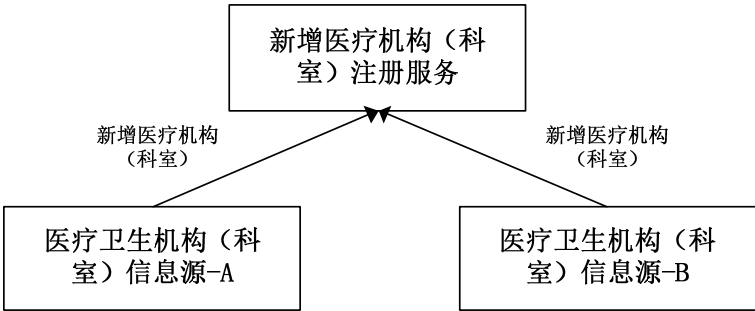 新增医疗机构（科
室）注册服务
新增医疗机构
（科室）
新增医疗机构
（科室）
医疗卫生机构（科
室）信息源-A
医疗卫生机构（科
室）信息源-B